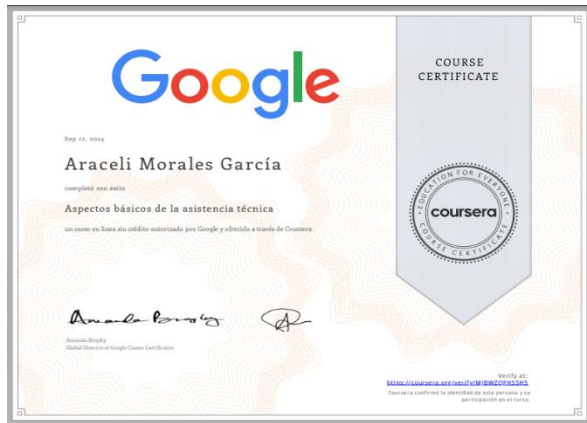 Google
COURSE
CERTIFICATE
Sep 17, 2024
Araceli Morales García
completó con éxito
Aspectos básicos de la asistencia técnica
un curso en línea sin crédito autorizado por Google y ofrecido a través de Coursera
EDUCATION FOR EVERYONE
coursera
COURSE CERTIFICATE
Amanda Brophy
Global Director of Google Career Certificates
Verify at:
Coursera confirmó la identidad de esta persona y su
participación en el curso.